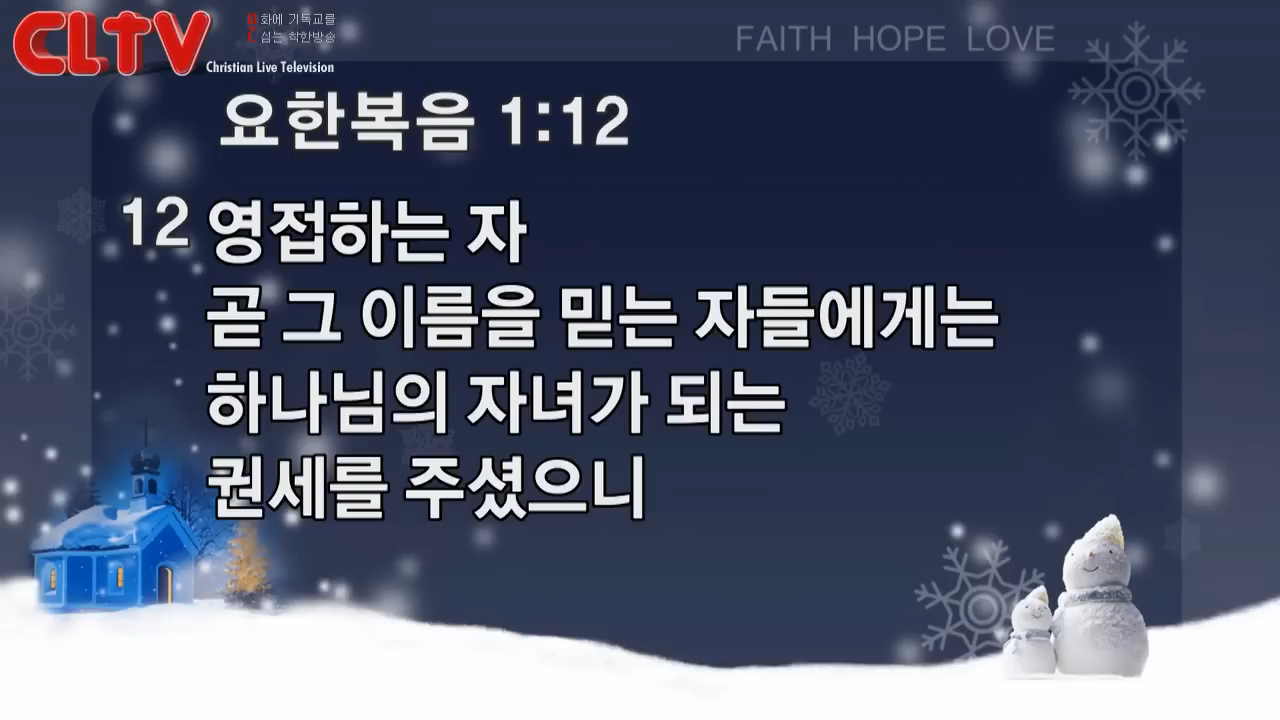 CLTV
화에 기독교를
심는 착한방송
Christian Live Television
FAITH HOPE LOVE
요한복음 1:12
12 영접하는 자
곧 그 이름을 믿는 자들에게는
하나님의 자녀가 되는
권세를 주셨으니